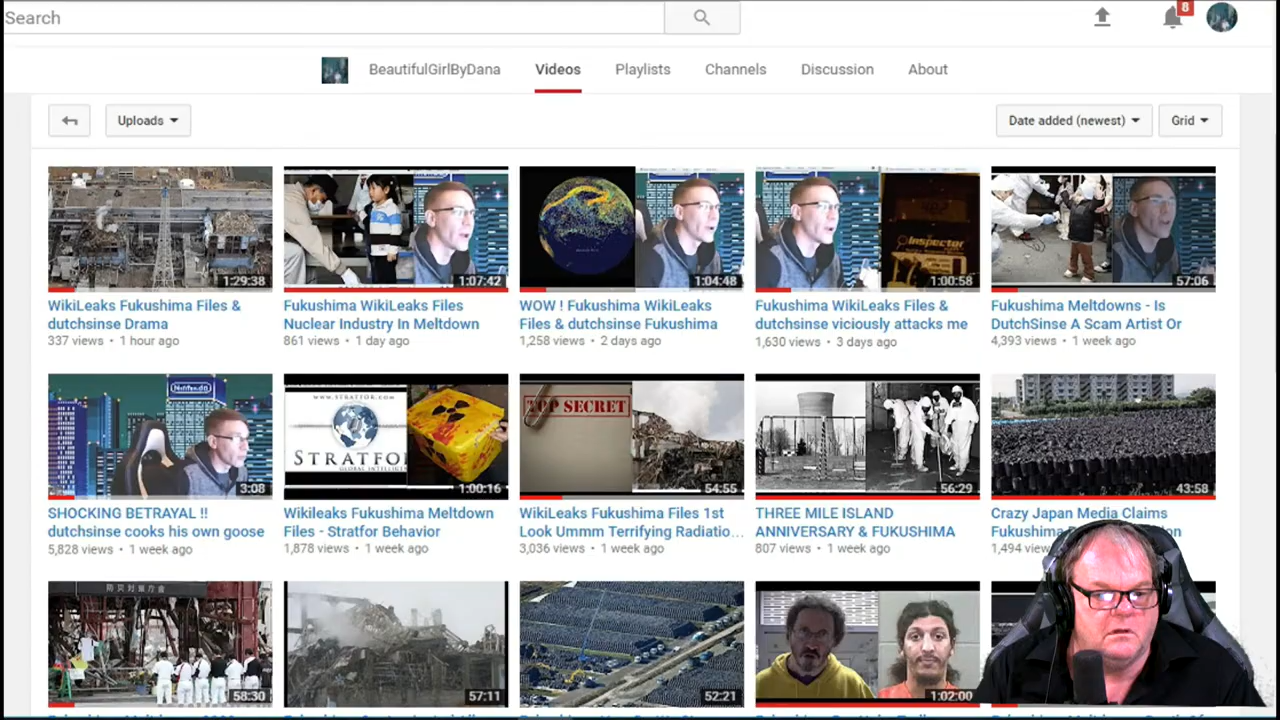 Search
8
BeautifulGirlByDana
Videos
Playlists
Channels
Discussion
About
Uploads
Date added (newest)
Grid
1:29:38
1:07:42
1:04:48
Inspector
1:00:58
57:06
WikiLeaks Fukushima Files &
dutchsinse Drama
337 views • 1 hour ago
Fukushima WikiLeaks Files
Nuclear Industry In Meltdown
861 views • 1 day ago
WOW ! Fukushima WikiLeaks
Files & dutchsinse Fukushima
1,258 views • 2 days ago
Fukushima WikiLeaks Files &
dutchsinse viciously attacks me
1,630 views • 3 days ago
Fukushima Meltdowns - Is
DutchSinse A Scam Artist Or
4,393 views • 1 week ago
Nintendo
3:08
WWW.STRATFOR.COM
STRATFOR
GLOBAL
1:00:16
TOP SECRET
54:55
56:29
43:58
SHOCKING BETRAYAL !!
dutchsinse cooks his own goose
5,828 views • 1 week ago
Wikileaks Fukushima Meltdown
Files - Stratfor Behavior
1,878 views • 1 week ago
WikiLeaks Fukushima Files 1st
Look Ummm Terrifying Radiatio...
3,036 views • 1 week ago
THREE MILE ISLAND
ANNIVERSARY & FUKUSHIMA
807 views • 1 week ago
Crazy Japan Media Claims
Fukushima
1,494 views
58:30
57:11
52:21
1:02:00